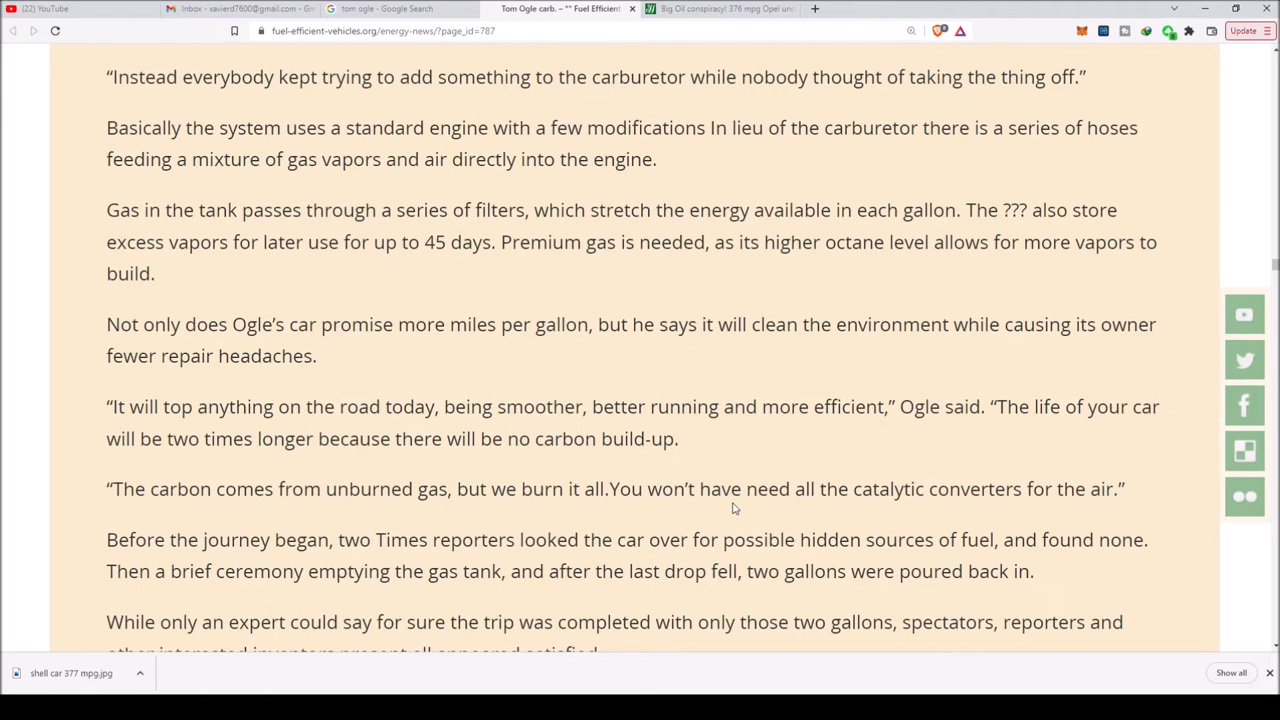 (22) YouTube
Inbox - xavierd7600@gmail.com - Gm
tom ogle - Google Search
Tom Ogle carb. – "" Fuel Efficient
Big Oil conspiracy! 376 mpg Opel unc
fuel-efficient-vehicles.org/energy-news/?page_id=787
Update
“Instead everybody kept trying to add something to the carburetor while nobody thought of taking the thing off.”
Basically the system uses a standard engine with a few modifications In lieu of the carburetor there is a series of hoses
feeding a mixture of gas vapors and air directly into the engine.
Gas in the tank passes through a series of filters, which stretch the energy available in each gallon. The ??? also store
excess vapors for later use for up to 45 days. Premium gas is needed, as its higher octane level allows for more vapors to
build.
Not only does Ogle’s car promise more miles per gallon, but he says it will clean the environment while causing its owner
fewer repair headaches.
“It will top anything on the road today, being smoother, better running and more efficient,” Ogle said. “The life of your car
will be two times longer because there will be no carbon build-up.
“The carbon comes from unburned gas, but we burn it all.You won’t have need all the catalytic converters for the air.”
Before the journey began, two Times reporters looked the car over for possible hidden sources of fuel, and found none.
Then a brief ceremony emptying the gas tank, and after the last drop fell, two gallons were poured back in.
While only an expert could say for sure the trip was completed with only those two gallons, spectators, reporters and
other interested inventors present all appeared satisfied.
shell car 377 mpg.jpg
Show all